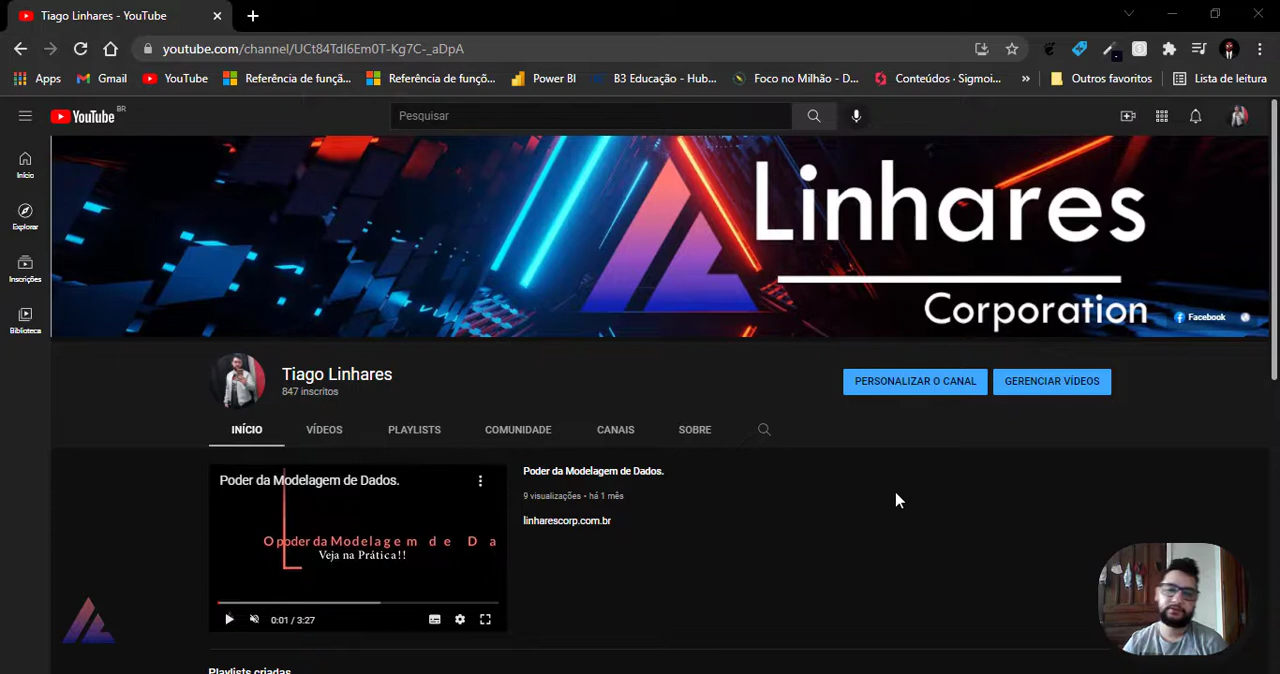 Tiago Linhares - YouTube
youtube.com/channel/UCt84TdI6Em0T-Kg7C-_aDpA
Apps
Gmail
YouTube
Referência de funçã...
Referência de funçõ...
Power BI
B3 Educação - Hub...
Foco no Milhão - D...
Conteúdos · Sigmoi...
»
Outros favoritos
Lista de leitura
YouTube BR
Pesquisar
Início
Explorar
Inscrições
Biblioteca
Linhares
Corporation
Facebook
Tiago Linhares
847 inscritos
PERSONALIZAR O CANAL
GERENCIAR VÍDEOS
INÍCIO
VÍDEOS
PLAYLISTS
COMUNIDADE
CANAIS
SOBRE
Poder da Modelagem de Dados.
O poder da Modelagem de Da
Veja na Prática!!
0:01 / 3:27
Poder da Modelagem de Dados.
9 visualizações • há 1 mês
linharescorp.com.br
Playlists criadas